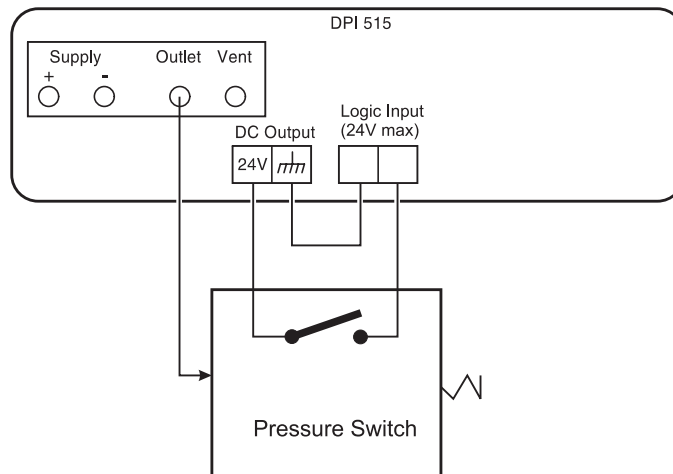 DPI 515
Supply
Outlet
Vent
+
-
DC Output
Logic Input
(24V max)
24V
Pressure Switch